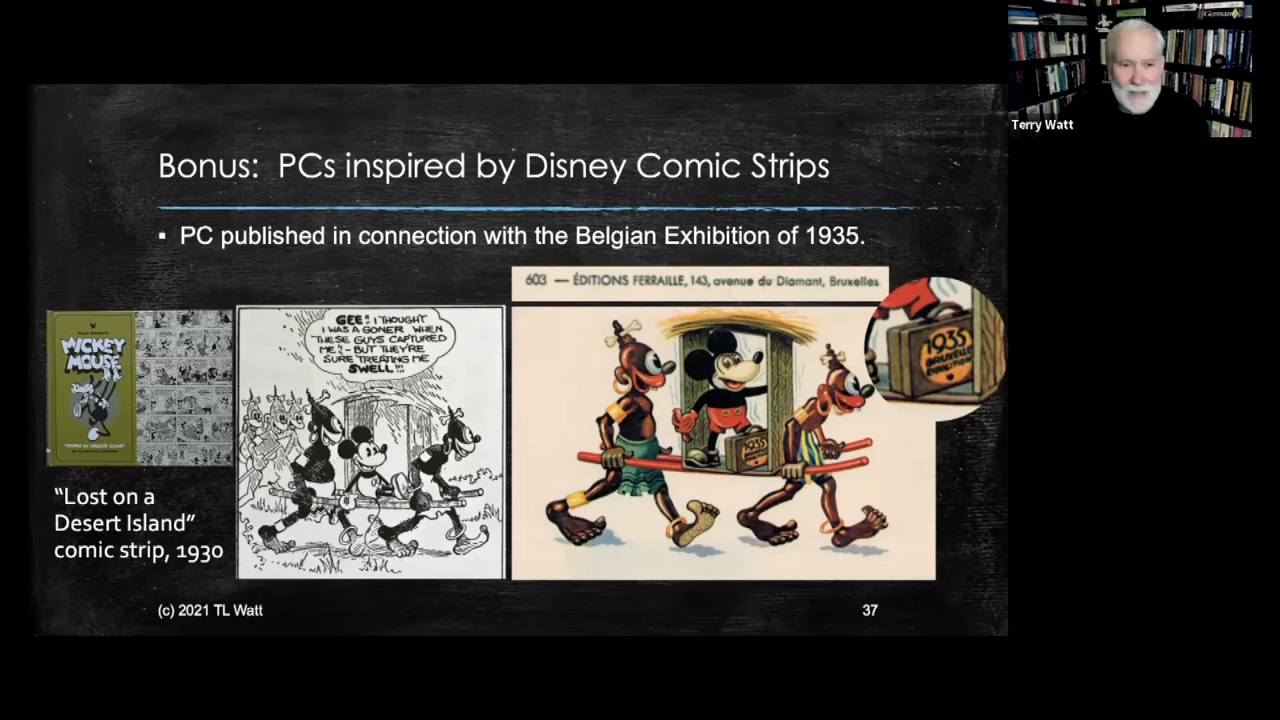 Bonus: PCs inspired by Disney Comic Strips
▪ PC published in connection with the Belgian Exhibition of 1935.
603 — ÉDITIONS FERRAILLE, 143, avenue du Diamant, Bruxelles
MICKEY
MOUSE
GEE!! I THOUGHT
I WAS A GONER WHEN
THESE GUYS CAPTURED
ME!!- BUT THEY'RE
SURE TREATING ME
SWELL!!!
1935
1935
BRUXELLES
"Lost on a
Desert Island"
comic strip, 1930
(c) 2021 TL Watt
37
Terry Watt
German